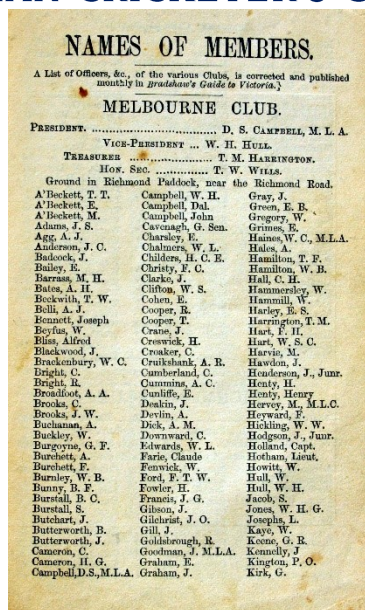 NAMES OF MEMBERS.
A List of Officers, &c., of the various Clubs, is corrected and published
monthly in Bradshaw's Guide to Victoria.}
MELBOURNE CLUB.
PRESIDENT. .................................. D. S. CAMPBELL, M. L. A.
VICE-PRESIDENT ... W. H. HULL.
TREASURER ...................... T. M. HARRINGTON.
HON. SEC. .............. T. W. WILLS.
Ground in Richmond Paddock, near the Richmond Road.
A'Beckett, T. T.
A'Beckett, E.
A'Beckett, M.
Adams, J. S.
Agg, A. J.
Anderson, J. C.
Badcock, J.
Bailey, E.
Barrass, M, H.
Bates, A. H.
Beckwith, T. W.
Belli, A. J.
Bennett, Joseph
Beyfus, W.
Bliss, Alfred
Blackwood, J.
Brackenbury, W. C.
Bright, C.
Bright, R.
Broadfoot, A. A.
Brooks, C.
Brooks, J. W.
Buchanan, A.
Buckley, W.
Burgoyne, G. F.
Burchett, A.
Burchett, F.
Burnley, W. B.
Bunny, B. F.
Burstall, B. C.
Burstall, S.
Butchart, J.
Butterworth, B.
Butterworth, J.
Cameron, C.
Cameron, H. G.
Campbell,D.S.,M.L.A.
Campbell, W. H.
Campbell, Dal.
Campbell, John
Cavenagh, G. Sen.
Charsley, E.
Chalmers, W. L.
Childers, H. C. E.
Christy, F. C.
Clarke, J.
Clifton, W. S.
Cohen, E.
Cooper, R.
Cooper, T.
Crane, J.
Creswick, H.
Croaker, C.
Cruikshank, A. R.
Cumberland, C.
Cummins, A. C.
Cunliffe, E.
Deakin, J.
Devlin, A.
Dick, A. M.
Downward, C.
Edwards, W. L.
Farie, Claude
Fenwick, W.
Ford, F. T. W.
Fowler, H.
Francis, J. G.
Gibson, J.
Gilchrist, J. O.
Gill, J.
Goldsbrough, R.
Goodman, J. M.L.A.
Graham, E.
Graham, J.
Gray, J.
Green, E. B.
Gregory, W.
Grimes, E.
Haines, W. C., M.L.A.
Hales, A.
Hamilton, T. F.
Hamilton, W. B.
Hall, C. H.
Hammersley, W.
Hammill, W.
Harley, E. S.
Harrington, T. M.
Hart, F. H.
Hart, W. S. C.
Harvie, M.
Hawdon, J.
Henderson, J., Junr.
Henty, H.
Henty, Henry
Hervey, M., M.L.C.
Heyward, F.
Hickling, W. W.
Hodgson, J., Junr.
Holland, Capt.
Hotham, Lieut,
Howitt, W.
Hull, W.
Hull, W. H.
Jacob, S.
Jones, W. H. G.
Josephs, L.
Kaye, W.
Keene, G. R.
Kennelly, J
Kington, P. O.
Kirk, G.